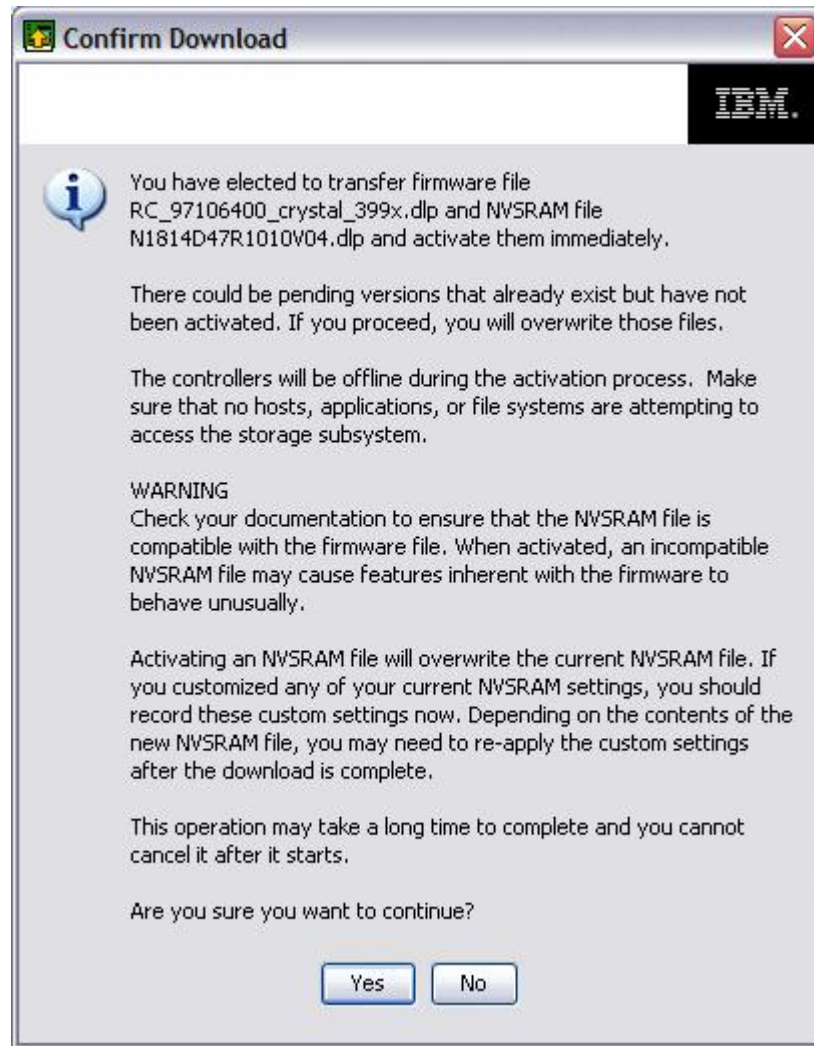 Confirm Download
IBM.
You have elected to transfer firmware file
RC_97106400_crystal_399x.dlp and NVSRAM file
N1814D47R1010V04.dlp and activate them immediately.
There could be pending versions that already exist but have not
been activated. If you proceed, you will overwrite those files.
The controllers will be offline during the activation process.  Make
sure that no hosts, applications, or file systems are attempting to
access the storage subsystem.
WARNING
Check your documentation to ensure that the NVSRAM file is
compatible with the firmware file. When activated, an incompatible
NVSRAM file may cause features inherent with the firmware to
behave unusually.
Activating an NVSRAM file will overwrite the current NVSRAM file. If
you customized any of your current NVSRAM settings, you should
record these custom settings now. Depending on the contents of the
new NVSRAM file, you may need to re-apply the custom settings
after the download is complete.
This operation may take a long time to complete and you cannot
cancel it after it starts.
Are you sure you want to continue?
Yes No